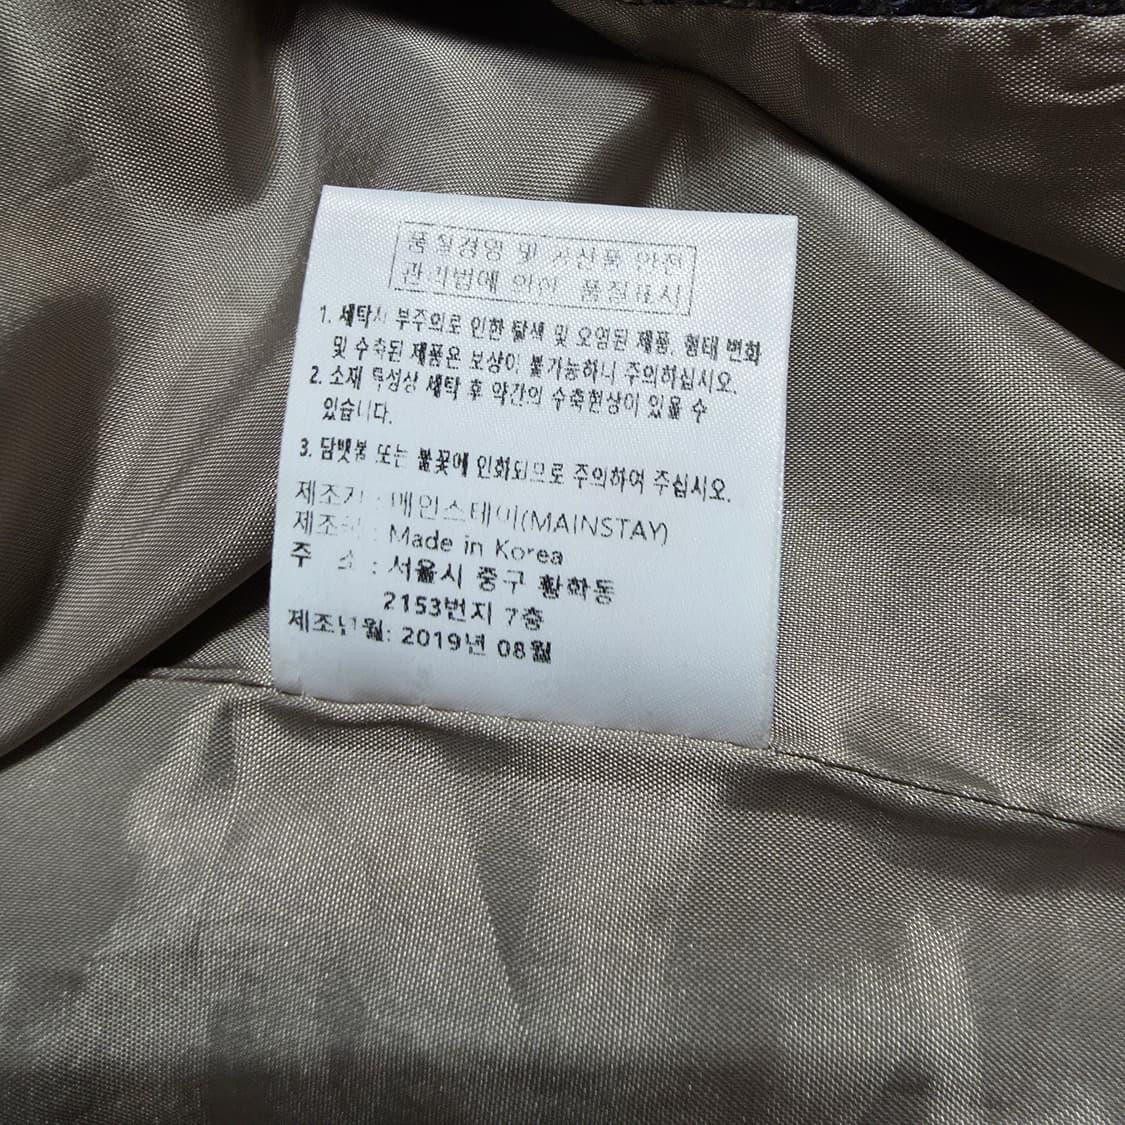 품질경영 및 공산품 안전
관리법에 의한 품질표시
1. 세탁시 부주의로 인한 탈색 및 오염된 제품, 형태 변화
및 수축된 제품은 보상이 불가능하니 주의하십시오.
2. 소재 특성상 세탁 후 약간의 수축현상이 있을 수
있습니다.
3. 담뱃불 또는 불꽃에 인화되므로 주의하여 주십시오.
제조자 : 메인스테이(MAINSTAY)
제조국 : Made in Korea
주 소 : 서울시 중구 황학동
2153번지 7층
제조년월: 2019년 08월